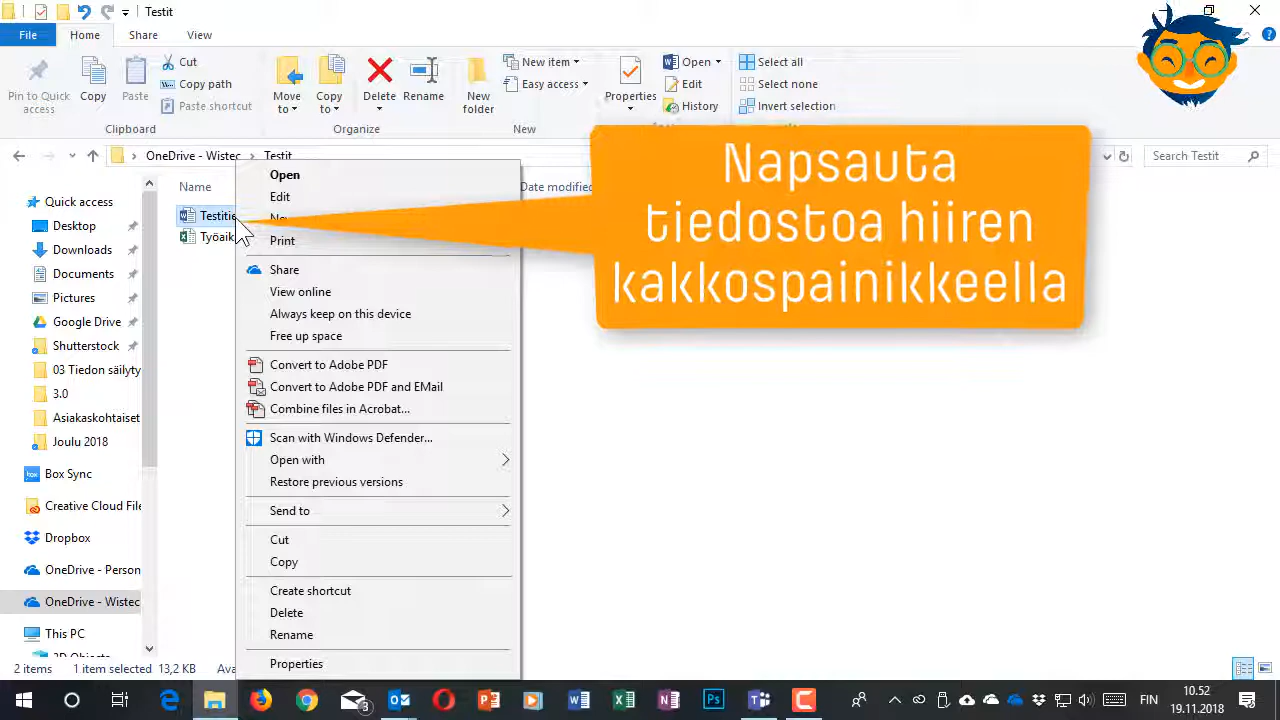 Testit
File Home Share View
Pin to Quick access
Copy
Paste
Cut
Copy path
Paste shortcut
Clipboard
Move to
Copy to
Delete
Rename
Organize
New folder
New item
Easy access
New
Properties
Open
Edit
History
Select all
Select none
Invert selection
OneDrive - Wistec > Testit
Search Testit
Name
Date modified
Quick access
Desktop
Downloads
Documents
Pictures
Google Drive
Shutterstock
03 Tiedon säilyty
3.0
Asiakaskohtaiset
Joulu 2018
Box Sync
Creative Cloud File
Dropbox
OneDrive - Person
OneDrive - Wistec
This PC
3D Objects
Testitie
Työaik
Open
Edit
Print
Share
View online
Always keep on this device
Free up space
Convert to Adobe PDF
Convert to Adobe PDF and EMail
Combine files in Acrobat...
Scan with Windows Defender...
Open with
Restore previous versions
Send to
Cut
Copy
Create shortcut
Delete
Rename
Properties
Napsauta
tiedostoa hiiren
kakkospainikkeella
2 items 1 item selected 13,2 KB Ava
3
FIN
10.52
19.11.2018